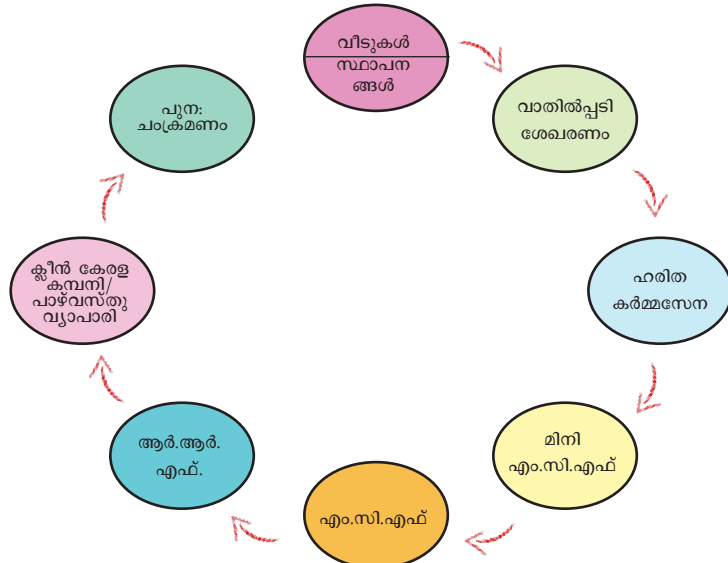 വീടുകൾ
സ്ഥാപന
ങ്ങൾ
വാതിൽപ്പടി
ശേഖരണം
ഹരിത
കർമ്മസേന
മിനി
എം.സി.എഫ്
എം.സി.എഫ്
ആർ.ആർ.
എഫ്.
ക്ലീൻ കേരള
കമ്പനി/
പാഴ്‌വസ്തു
വ്യാപാരി
പുന:
ചംക്രമണം